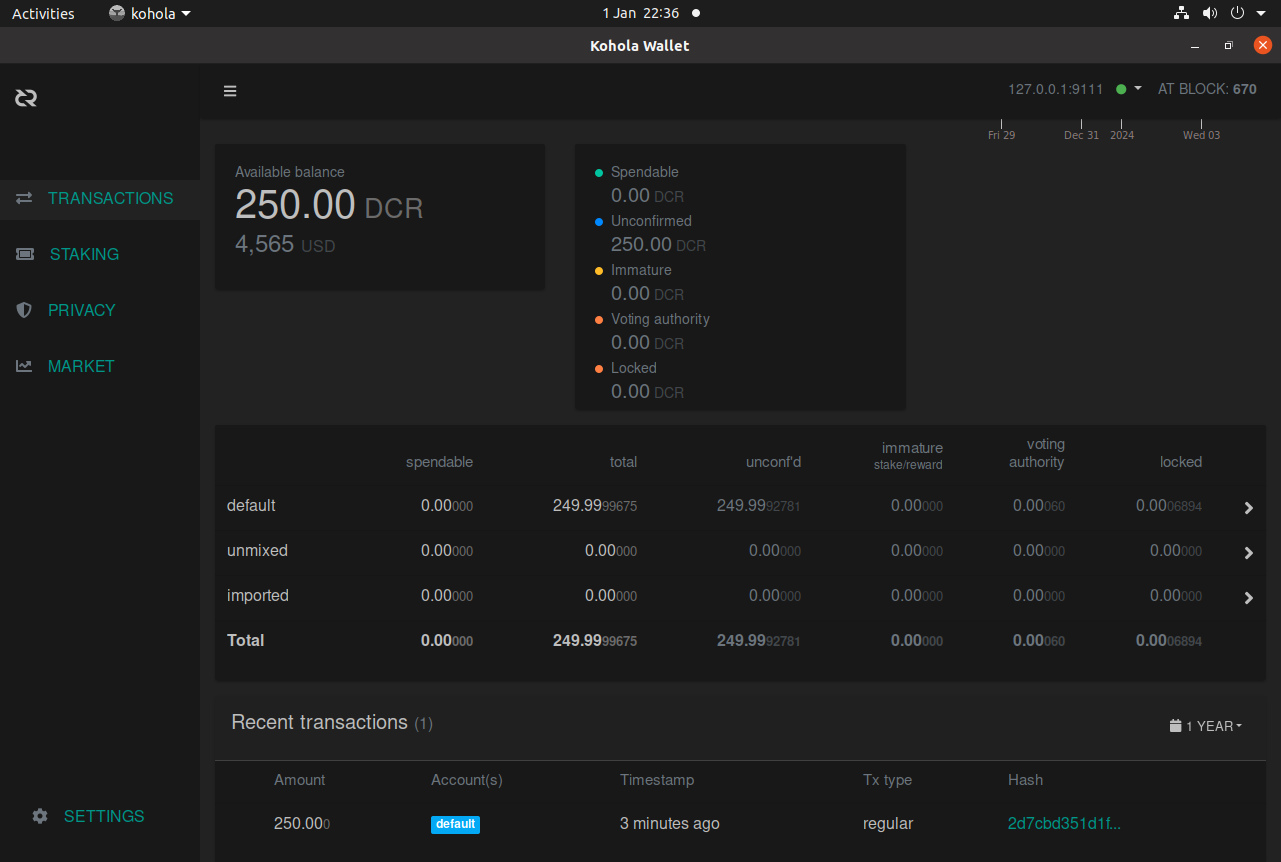 Activities kohola 1 Jan 22:36
Kohola Wallet
127.0.0.1:9111 AT BLOCK: 670
Fri 29 Dec 31 2024 Wed 03
TRANSACTIONS
STAKING
PRIVACY
MARKET
SETTINGS
Available balance
250.00 DCR
4,565 USD
Spendable
0.00 DCR
Unconfirmed
250.00 DCR
Immature
0.00 DCR
Voting authority
0.00 DCR
Locked
0.00 DCR
spendable total unconf'd immature stake/reward voting authority locked
default 0.00000 249.9999675 249.9992781 0.00000 0.00060 0.0006894
unmixed 0.00000 0.00000 0.00000 0.00000 0.00000 0.00000
imported 0.00000 0.00000 0.00000 0.00000 0.00000 0.00000
Total 0.00000 249.9999675 249.9992781 0.00000 0.00060 0.0006894
Recent transactions (1) 1 YEAR
Amount Account(s) Timestamp Tx type Hash
250.000 default 3 minutes ago regular 2d7cbd351d1f...